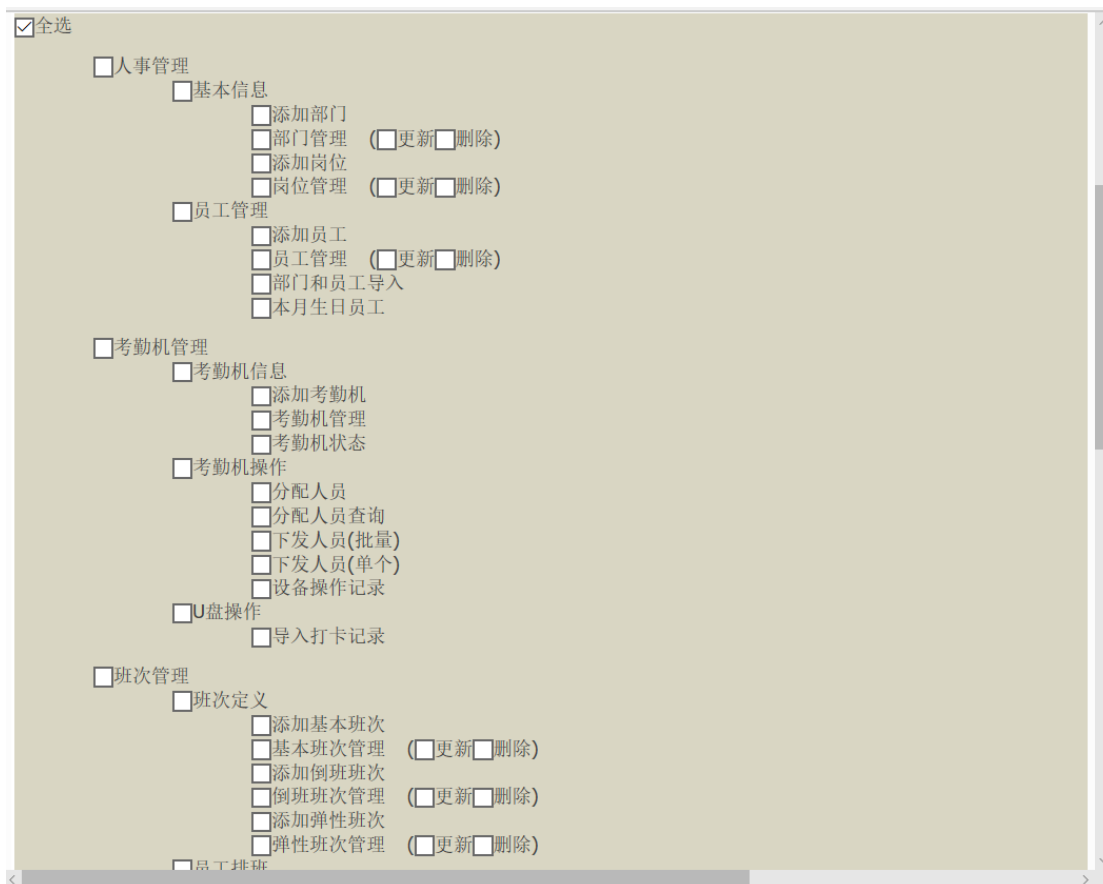 全选
人事管理
基本信息
添加部门
部门管理 (更新删除)
添加岗位
岗位管理 (更新删除)
员工管理
添加员工
员工管理 (更新删除)
部门和员工导入
本月生日员工
考勤机管理
考勤机信息
添加考勤机
考勤机管理
考勤机状态
考勤机操作
分配人员
分配人员查询
下发人员(批量)
下发人员(单个)
设备操作记录
U盘操作
导入打卡记录
班次管理
班次定义
添加基本班次
基本班次管理 (更新删除)
添加倒班班次
倒班班次管理 (更新删除)
添加弹性班次
弹性班次管理 (更新删除)
员工排班